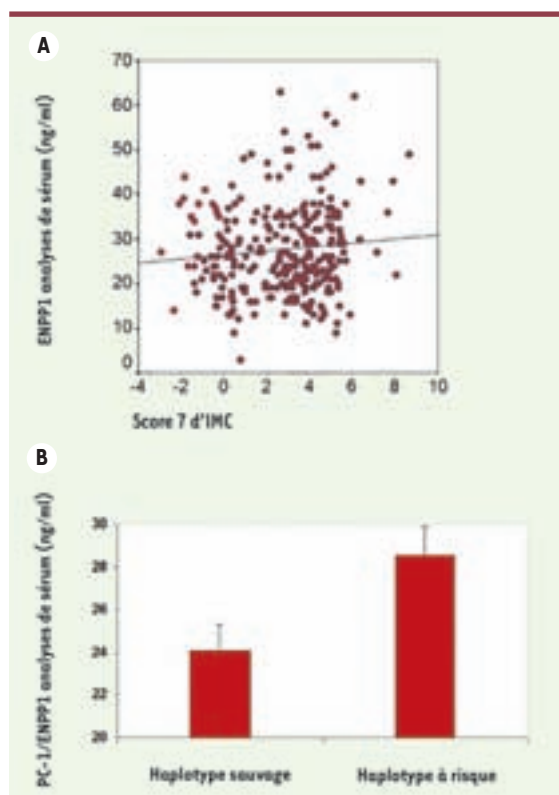 A
ENPP1 analyses de sérum (ng/ml)
70
60
50
40
30
20
10
0
-4 -2 0 2 4 6 8 10
Score 7 d'IMC
B
PC-1/ENPP1 analyses de sérum (ng/ml)
30
28
26
24
22
20
Haplotype sauvage Haplotype à risque